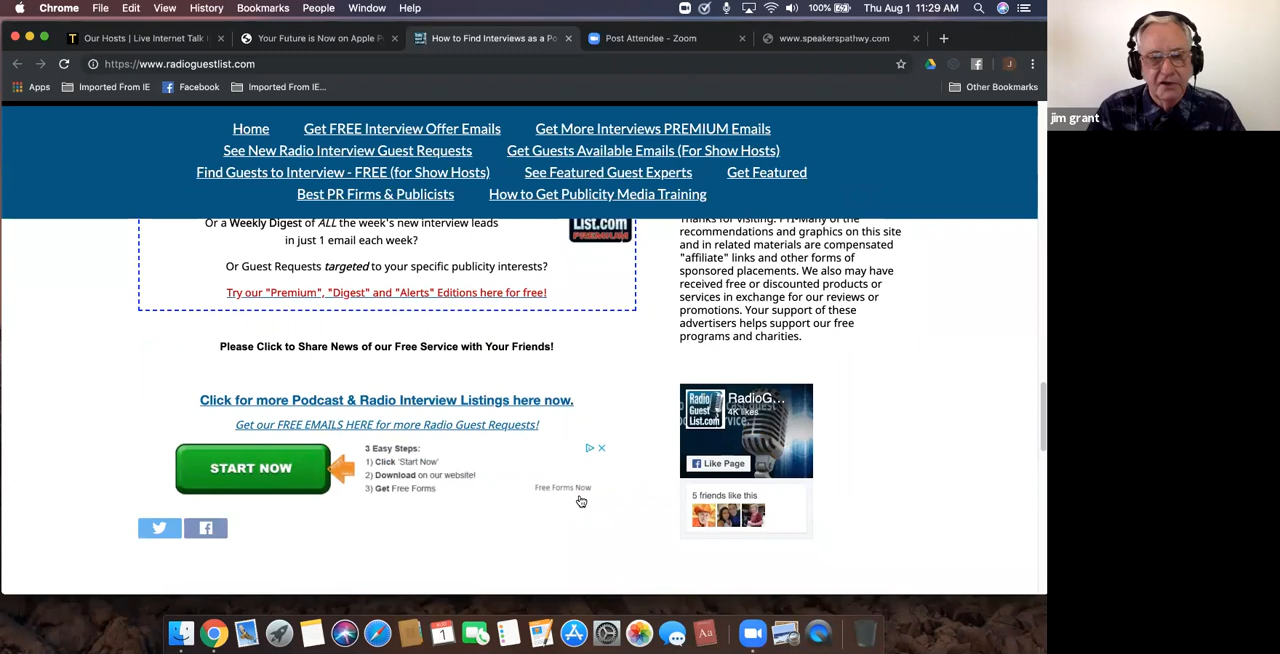 Chrome File Edit View History Bookmarks People Window Help 100% Thu Aug 1 11:29 AM
Our Hosts | Live Internet Talk
Your Future is Now on Apple P
How to Find Interviews as a Po
Post Attendee - Zoom
www.speakerspathwy.com
https://www.radioguestlist.com
Apps Imported From IE Facebook Imported From IE... Other Bookmarks
jim grant
Home Get FREE Interview Offer Emails Get More Interviews PREMIUM Emails
See New Radio Interview Guest Requests Get Guests Available Emails (For Show Hosts)
Find Guests to Interview - FREE (for Show Hosts) See Featured Guest Experts Get Featured
Best PR Firms & Publicists How to Get Publicity Media Training
Or a Weekly Digest of ALL the week's new interview leads
in just 1 email each week?
List.com
PREMIUM
Or Guest Requests targeted to your specific publicity interests?
Try our "Premium", "Digest" and "Alerts" Editions here for free!
Please Click to Share News of our Free Service with Your Friends!
Click for more Podcast & Radio Interview Listings here now.
Get our FREE EMAILS HERE for more Radio Guest Requests!
START NOW
3 Easy Steps:
1) Click 'Start Now'
2) Download on our website!
3) Get Free Forms
Free Forms Now
Thanks for visiting. FYI-Many of the
recommendations and graphics on this site
and in related materials are compensated
"affiliate" links and other forms of
sponsored placements. We also may have
received free or discounted products or
services in exchange for our reviews or
promotions. Your support of these
advertisers helps support our free
programs and charities.
Radio
Guest
List.com
RadioG...
4K likes
Like Page
5 friends like this
1
Aa